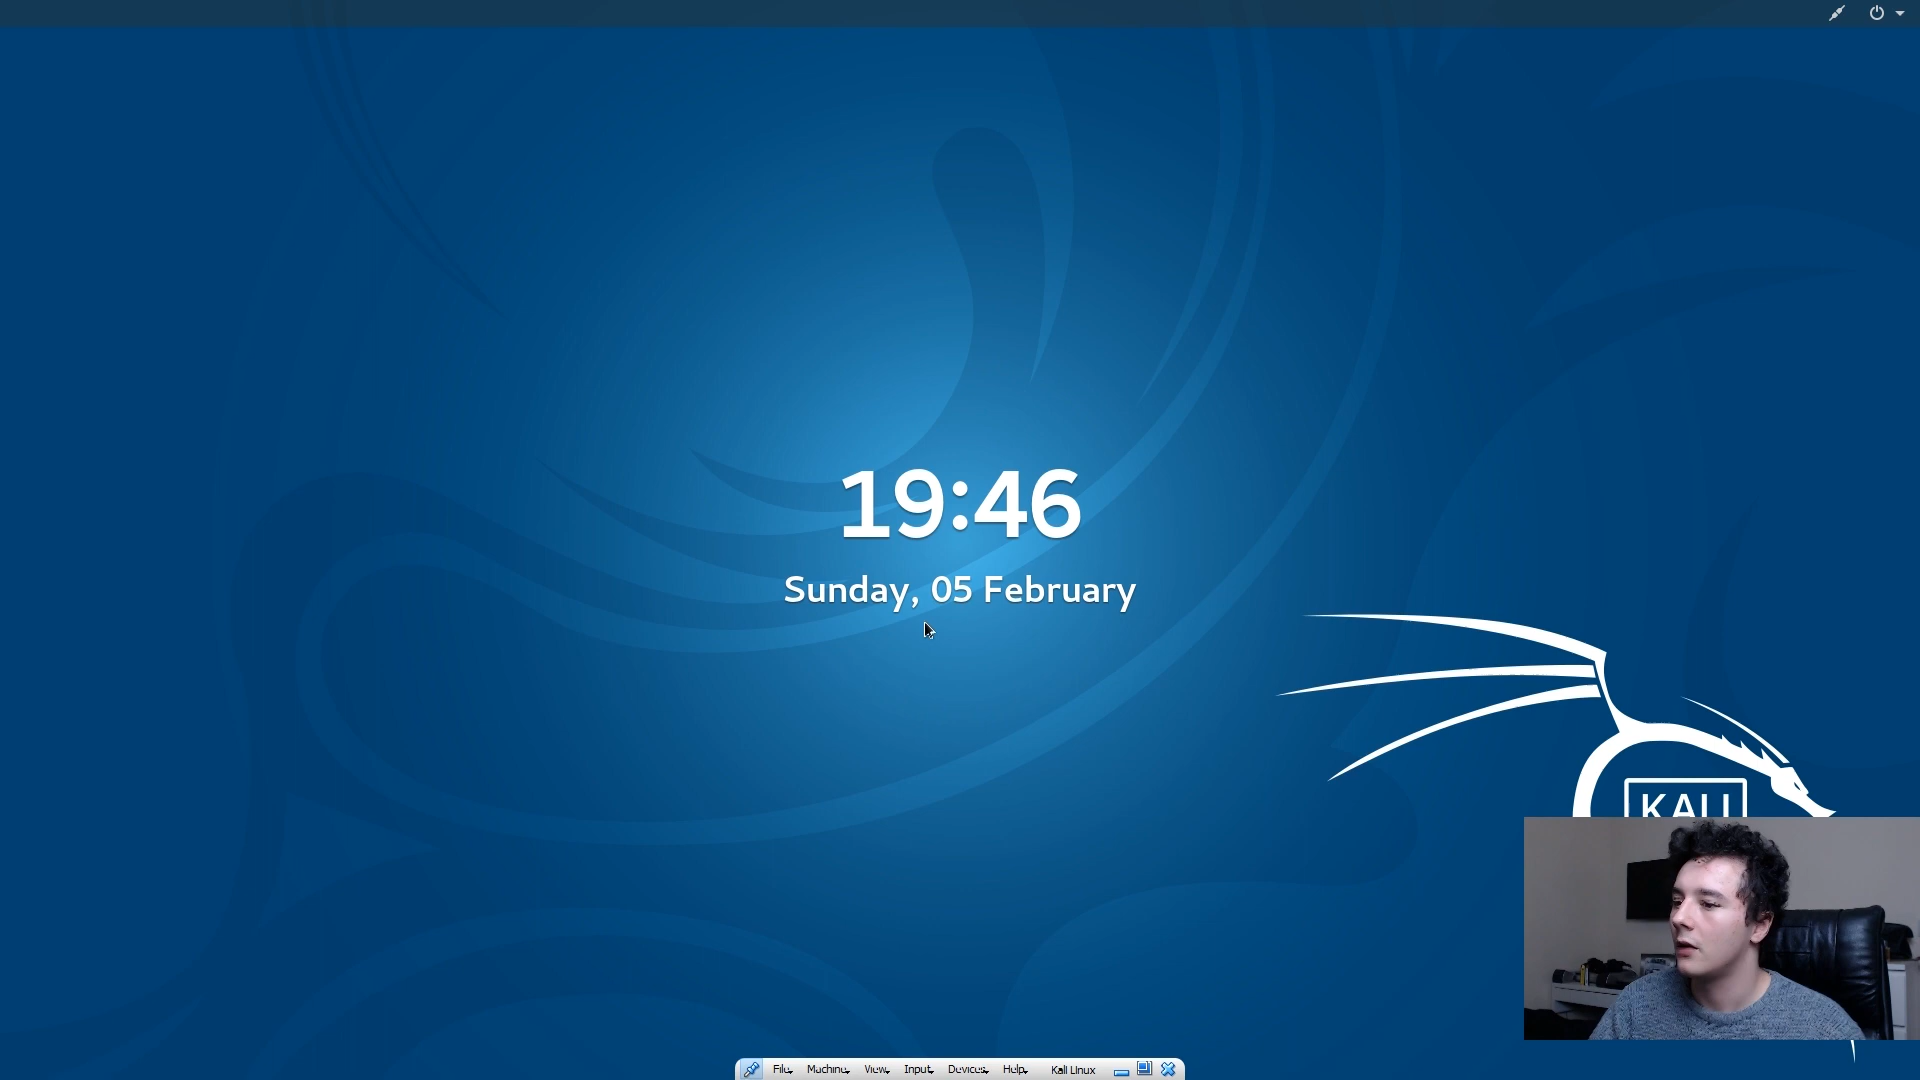 19:46
Sunday, 05 February
KALI
File Machine View Input Devices Help Kali Linux